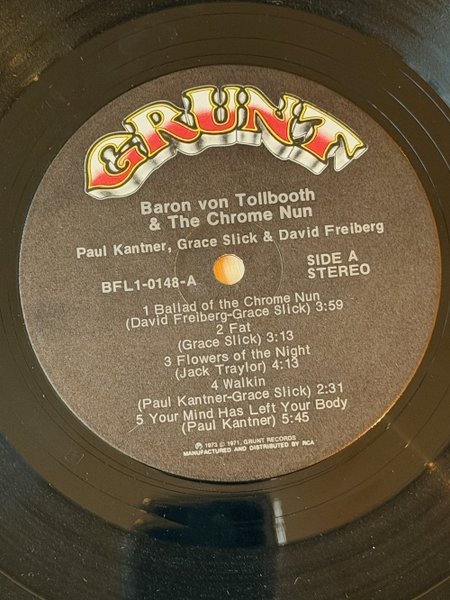 GRUNT
Baron von Tollbooth
& The Chrome Nun
Paul Kantner, Grace Slick & David Freiberg
BFL1-0148-A
SIDE A
STEREO
1 Ballad of the Chrome Nun
(David Freiberg-Grace Slick) 3:59
2 Fat
(Grace Slick) 3:13
3 Flowers of the Night
(Jack Traylor) 4:13
4 Walkin
(Paul Kantner-Grace Slick) 2:31
5 Your Mind Has Left Your Body
(Paul Kantner) 5:45
℗ 1973 © 1971, GRUNT RECORDS
MANUFACTURED AND DISTRIBUTED BY RCA